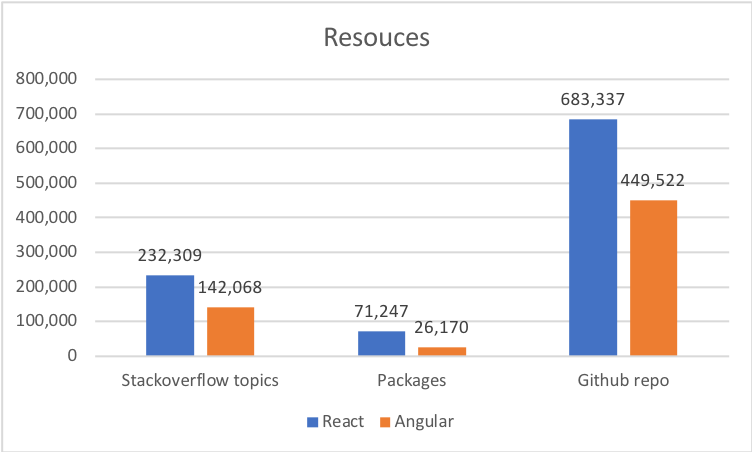 Resouces
800,000
700,000
600,000
500,000
400,000
300,000
200,000
100,000
0
232,309
142,068
71,247
26,170
683,337
449,522
Stackoverflow topics
Packages
Github repo
React
Angular